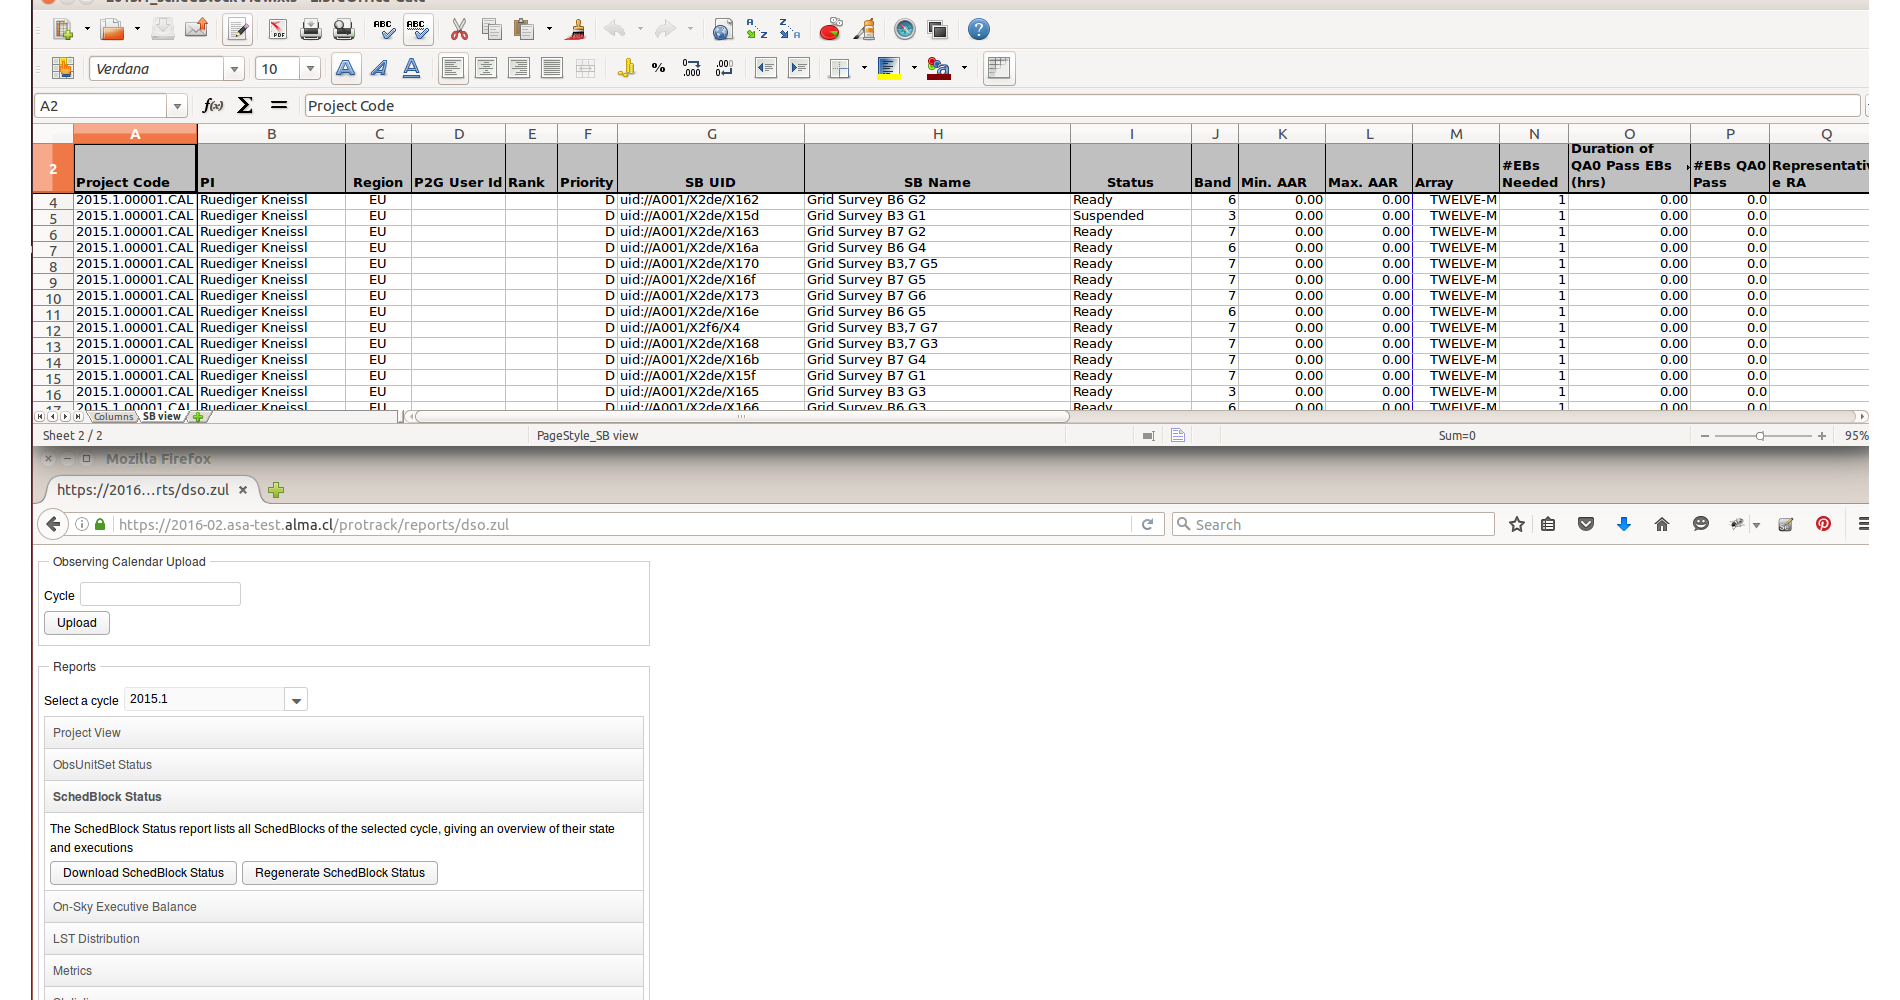 Verdana 10
A2 Project Code
A B C D E F G H I J K L M N O P Q
2 Project Code PI Region P2G User Id Rank Priority SB UID SB Name Status Band Min. AAR Max. AAR Array #EBs Needed Duration of QA0 Pass EBs (hrs) #EBs QA0 Pass Representativ e RA
4 2015.1.00001.CAL Ruediger Kneissl EU D uid://A001/X2de/X162 Grid Survey B6 G2 Ready 6 0.00 0.00 TWELVE-M 1 0.00 0.0
5 2015.1.00001.CAL Ruediger Kneissl EU D uid://A001/X2de/X15d Grid Survey B3 G1 Suspended 3 0.00 0.00 TWELVE-M 1 0.00 0.0
6 2015.1.00001.CAL Ruediger Kneissl EU D uid://A001/X2de/X163 Grid Survey B7 G2 Ready 7 0.00 0.00 TWELVE-M 1 0.00 0.0
7 2015.1.00001.CAL Ruediger Kneissl EU D uid://A001/X2de/X16a Grid Survey B6 G4 Ready 6 0.00 0.00 TWELVE-M 1 0.00 0.0
8 2015.1.00001.CAL Ruediger Kneissl EU D uid://A001/X2de/X170 Grid Survey B3,7 G5 Ready 7 0.00 0.00 TWELVE-M 1 0.00 0.0
9 2015.1.00001.CAL Ruediger Kneissl EU D uid://A001/X2de/X16f Grid Survey B7 G5 Ready 7 0.00 0.00 TWELVE-M 1 0.00 0.0
10 2015.1.00001.CAL Ruediger Kneissl EU D uid://A001/X2de/X173 Grid Survey B7 G6 Ready 7 0.00 0.00 TWELVE-M 1 0.00 0.0
11 2015.1.00001.CAL Ruediger Kneissl EU D uid://A001/X2de/X16e Grid Survey B6 G5 Ready 6 0.00 0.00 TWELVE-M 1 0.00 0.0
12 2015.1.00001.CAL Ruediger Kneissl EU D uid://A001/X2f6/X4 Grid Survey B3,7 G7 Ready 7 0.00 0.00 TWELVE-M 1 0.00 0.0
13 2015.1.00001.CAL Ruediger Kneissl EU D uid://A001/X2de/X168 Grid Survey B3,7 G3 Ready 7 0.00 0.00 TWELVE-M 1 0.00 0.0
14 2015.1.00001.CAL Ruediger Kneissl EU D uid://A001/X2de/X16b Grid Survey B7 G4 Ready 7 0.00 0.00 TWELVE-M 1 0.00 0.0
15 2015.1.00001.CAL Ruediger Kneissl EU D uid://A001/X2de/X15f Grid Survey B7 G1 Ready 7 0.00 0.00 TWELVE-M 1 0.00 0.0
16 2015.1.00001.CAL Ruediger Kneissl EU D uid://A001/X2de/X165 Grid Survey B3 G3 Ready 3 0.00 0.00 TWELVE-M 1 0.00 0.0
17 2015.1.00001.CAL Ruediger Kneissl EU D uid://A001/X2de/X166 Grid Survey B6 G3 Ready 6 0.00 0.00 TWELVE-M 1 0.00 0.0
Columns SB view
Sheet 2 / 2 PageStyle_SB view Sum=0 95%
Mozilla Firefox
https://2016...rts/dso.zul
https://2016-02.asa-test.alma.cl/protrack/reports/dso.zul Search
Observing Calendar Upload
Cycle
Upload
Reports
Select a cycle 2015.1
Project View
ObsUnitSet Status
SchedBlock Status
The SchedBlock Status report lists all SchedBlocks of the selected cycle, giving an overview of their state
and executions
Download SchedBlock Status Regenerate SchedBlock Status
On-Sky Executive Balance
LST Distribution
Metrics